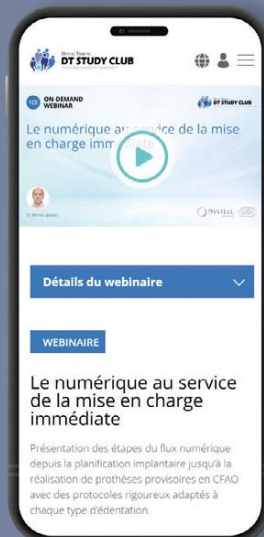 DENTAL TRIBUNE
DT STUDY CLUB
ON-DEMAND
WEBINAR
DT STUDY CLUB
Le numérique au service de la mise
en charge immédiate
Détails du webinaire
WEBINAIRE
Le numérique au service
de la mise en charge
immédiate
Présentation des étapes du flux numérique
depuis la planification implantaire jusqu'à la
réalisation de prothèses provisoires en CFAO
avec des protocoles rigoureux adaptés à
chaque type d'édentation.